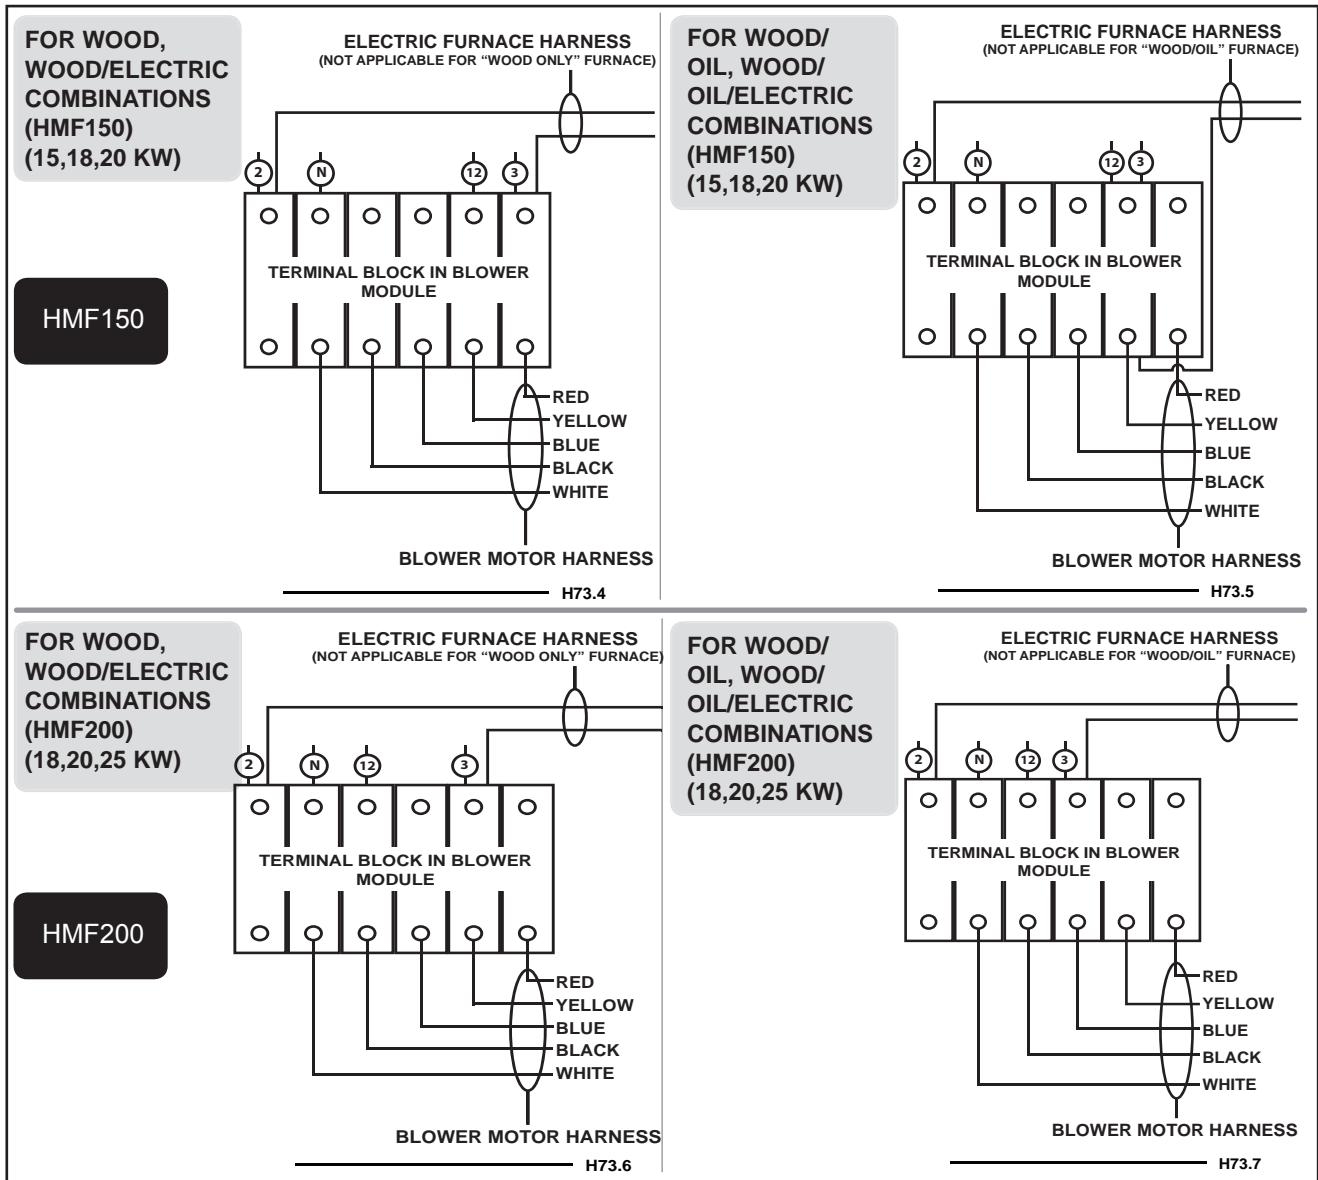 FOR WOOD,
WOOD/ELECTRIC
COMBINATIONS
(HMF150)
(15,18,20 KW)
ELECTRIC FURNACE HARNESS
(NOT APPLICABLE FOR “WOOD ONLY” FURNACE)
2
N
12
3
TERMINAL BLOCK IN BLOWER
MODULE
HMF150
RED
YELLOW
BLUE
BLACK
WHITE
BLOWER MOTOR HARNESS
H73.4
FOR WOOD/
OIL, WOOD/
OIL/ELECTRIC
COMBINATIONS
(HMF150)
(15,18,20 KW)
ELECTRIC FURNACE HARNESS
(NOT APPLICABLE FOR “WOOD/OIL” FURNACE)
2
N
12
3
TERMINAL BLOCK IN BLOWER
MODULE
RED
YELLOW
BLUE
BLACK
WHITE
BLOWER MOTOR HARNESS
H73.5
FOR WOOD,
WOOD/ELECTRIC
COMBINATIONS
(HMF200)
(18,20,25 KW)
ELECTRIC FURNACE HARNESS
(NOT APPLICABLE FOR “WOOD ONLY” FURNACE)
2
N
12
3
TERMINAL BLOCK IN BLOWER
MODULE
HMF200
RED
YELLOW
BLUE
BLACK
WHITE
BLOWER MOTOR HARNESS
H73.6
FOR WOOD/
OIL, WOOD/
OIL/ELECTRIC
COMBINATIONS
(HMF200)
(18,20,25 KW)
ELECTRIC FURNACE HARNESS
(NOT APPLICABLE FOR “WOOD/OIL” FURNACE)
2
N
12
3
TERMINAL BLOCK IN BLOWER
MODULE
RED
YELLOW
BLUE
BLACK
WHITE
BLOWER MOTOR HARNESS
H73.7